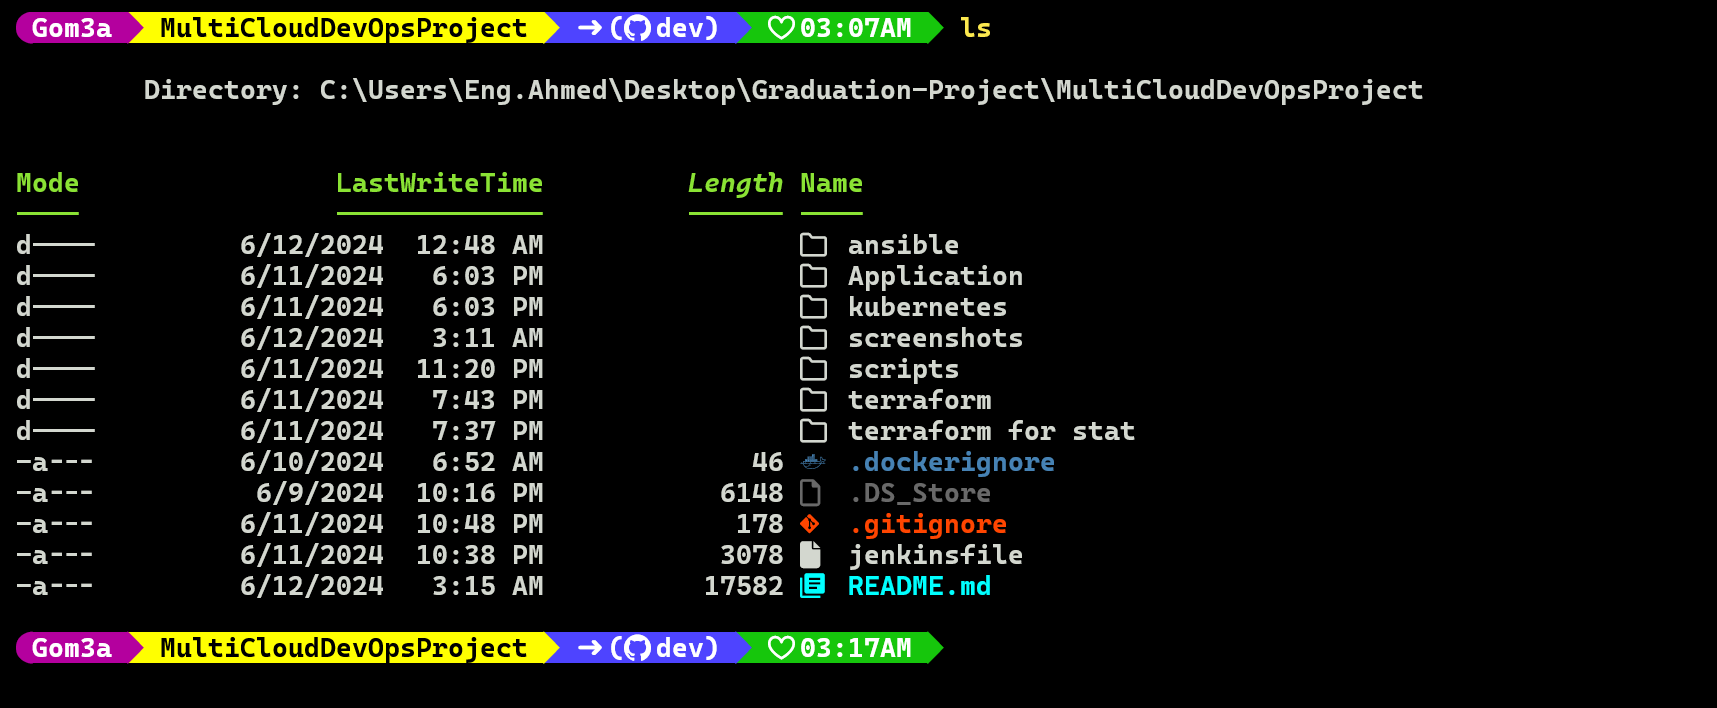 Gom3a MultiCloudDevOpsProject →(dev) 03:07AM ls
Directory: C:\Users\Eng.Ahmed\Desktop\Graduation-Project\MultiCloudDevOpsProject
Mode LastWriteTime Length Name
d---- 6/12/2024 12:48 AM ansible
d---- 6/11/2024 6:03 PM Application
d---- 6/11/2024 6:03 PM kubernetes
d---- 6/12/2024 3:11 AM screenshots
d---- 6/11/2024 11:20 PM scripts
d---- 6/11/2024 7:43 PM terraform
d---- 6/11/2024 7:37 PM terraform for stat
-a--- 6/10/2024 6:52 AM 46 .dockerignore
-a--- 6/9/2024 10:16 PM 6148 .DS_Store
-a--- 6/11/2024 10:48 PM 178 .gitignore
-a--- 6/11/2024 10:38 PM 3078 jenkinsfile
-a--- 6/12/2024 3:15 AM 17582 README.md
Gom3a MultiCloudDevOpsProject →(dev) 03:17AM